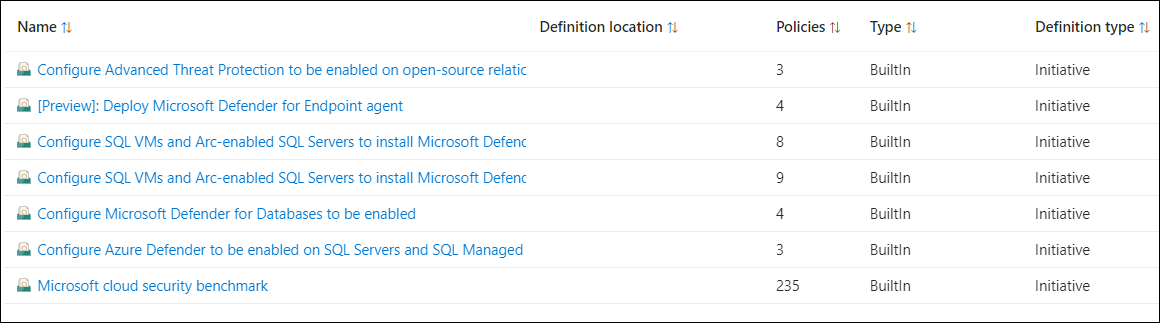 Name Definition location Policies Type Definition type
Configure Advanced Threat Protection to be enabled on open-source relatic 3 BuiltIn Initiative
[Preview]: Deploy Microsoft Defender for Endpoint agent 4 BuiltIn Initiative
Configure SQL VMs and Arc-enabled SQL Servers to install Microsoft Defenc 8 BuiltIn Initiative
Configure SQL VMs and Arc-enabled SQL Servers to install Microsoft Defenc 9 BuiltIn Initiative
Configure Microsoft Defender for Databases to be enabled 4 BuiltIn Initiative
Configure Azure Defender to be enabled on SQL Servers and SQL Managed 3 BuiltIn Initiative
Microsoft cloud security benchmark 235 BuiltIn Initiative